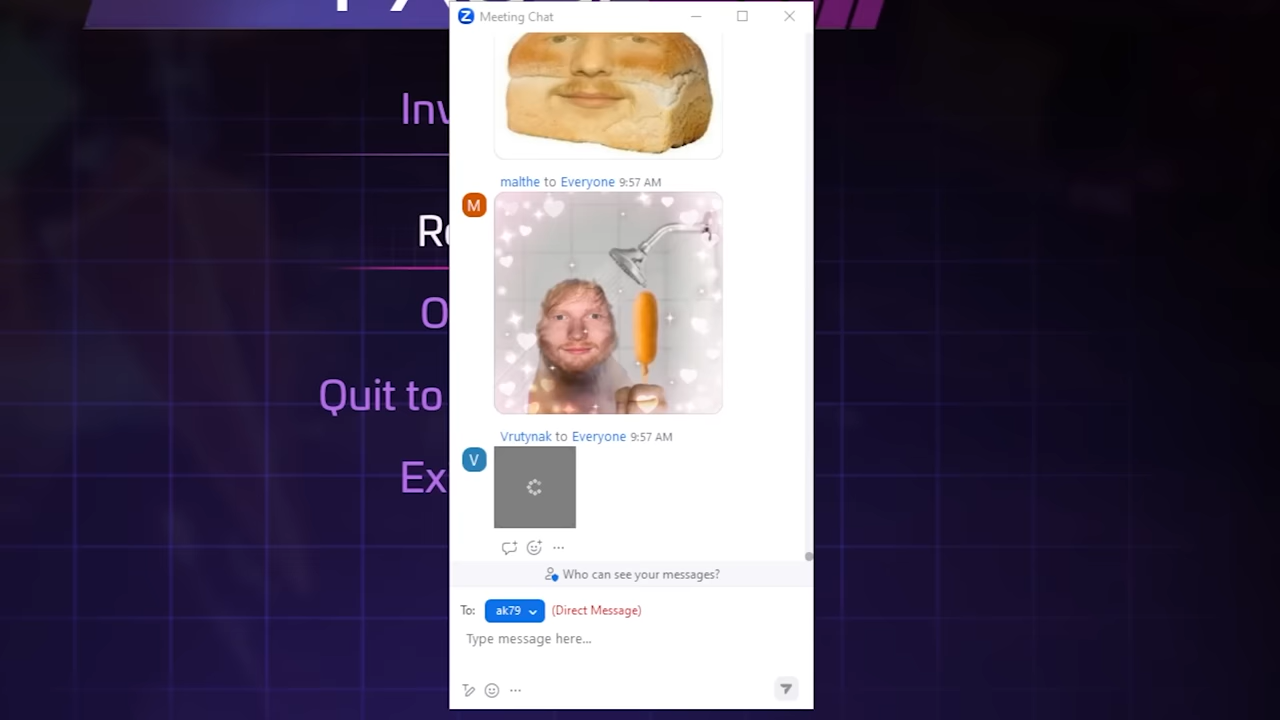 Meeting Chat
Inv
malthe to Everyone 9:57 AM
M
Re
O
Quit to
Vrutynak to Everyone 9:57 AM
V
Ex
Who can see your messages?
To: ak79 (Direct Message)
Type message here...